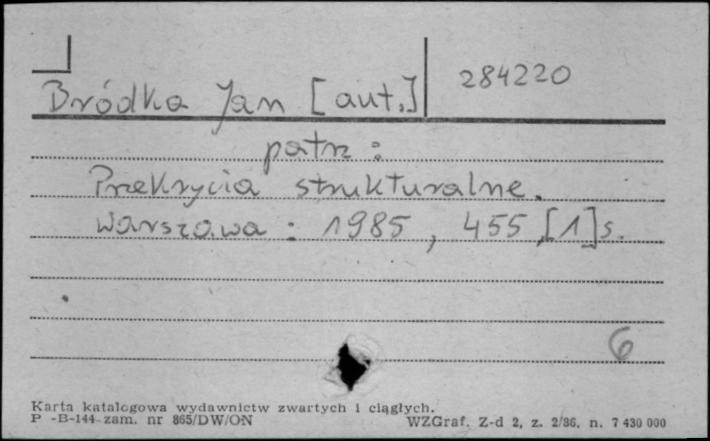 Bródka Jan [aut.] 284220
patrz :
Przekrycia strukturalne.
Warszawa : 1985, 455,[1]s.
6
Karta katalogowa wydawnictw zwartych i ciągłych.
P -B-144 zam. nr 865/DW/ON WZGraf. Z-d 2, z. 2/86, n. 7 430 000